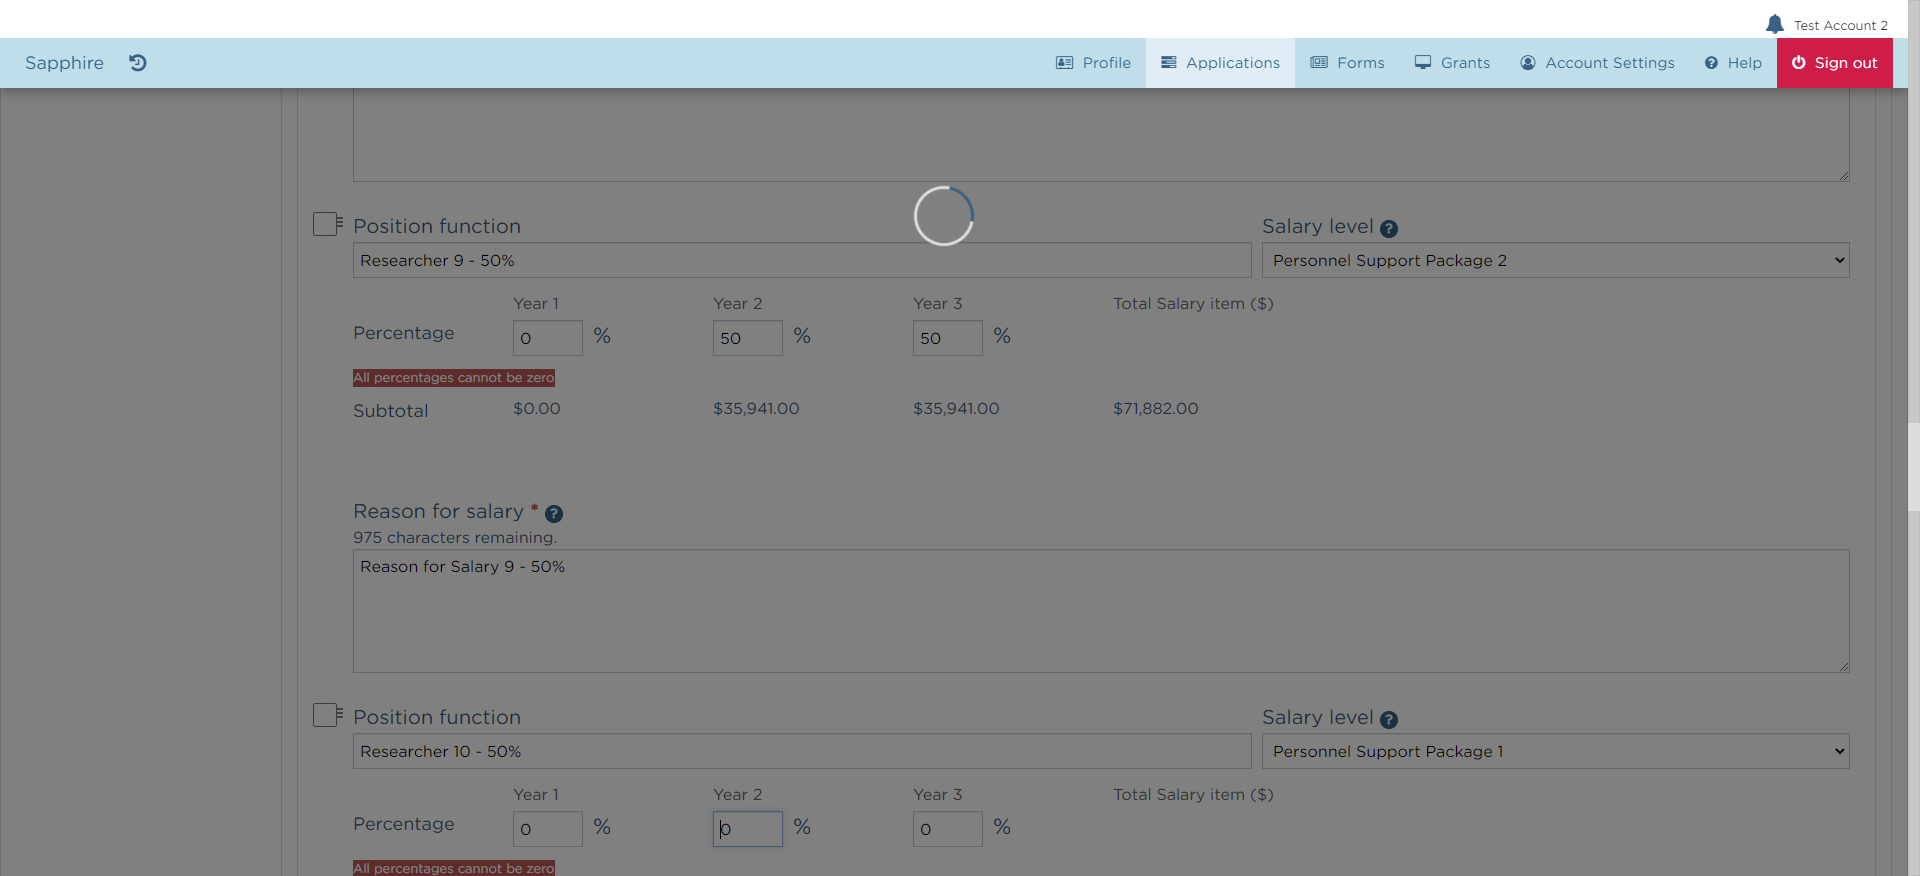 Test Account 2
Sapphire Profile Applications Forms Grants Account Settings Help Sign out
Position function Salary level
Researcher 9 - 50% Personnel Support Package 2
Year 1 Year 2 Year 3 Total Salary item ($)
Percentage 0 % 50 % 50 %
All percentages cannot be zero
Subtotal $0.00 $35,941.00 $35,941.00 $71,882.00
Reason for salary * ?
975 characters remaining.
Reason for Salary 9 - 50%
Position function Salary level
Researcher 10 - 50% Personnel Support Package 1
Year 1 Year 2 Year 3 Total Salary item ($)
Percentage 0 % 0 % 0 %
All percentages cannot be zero